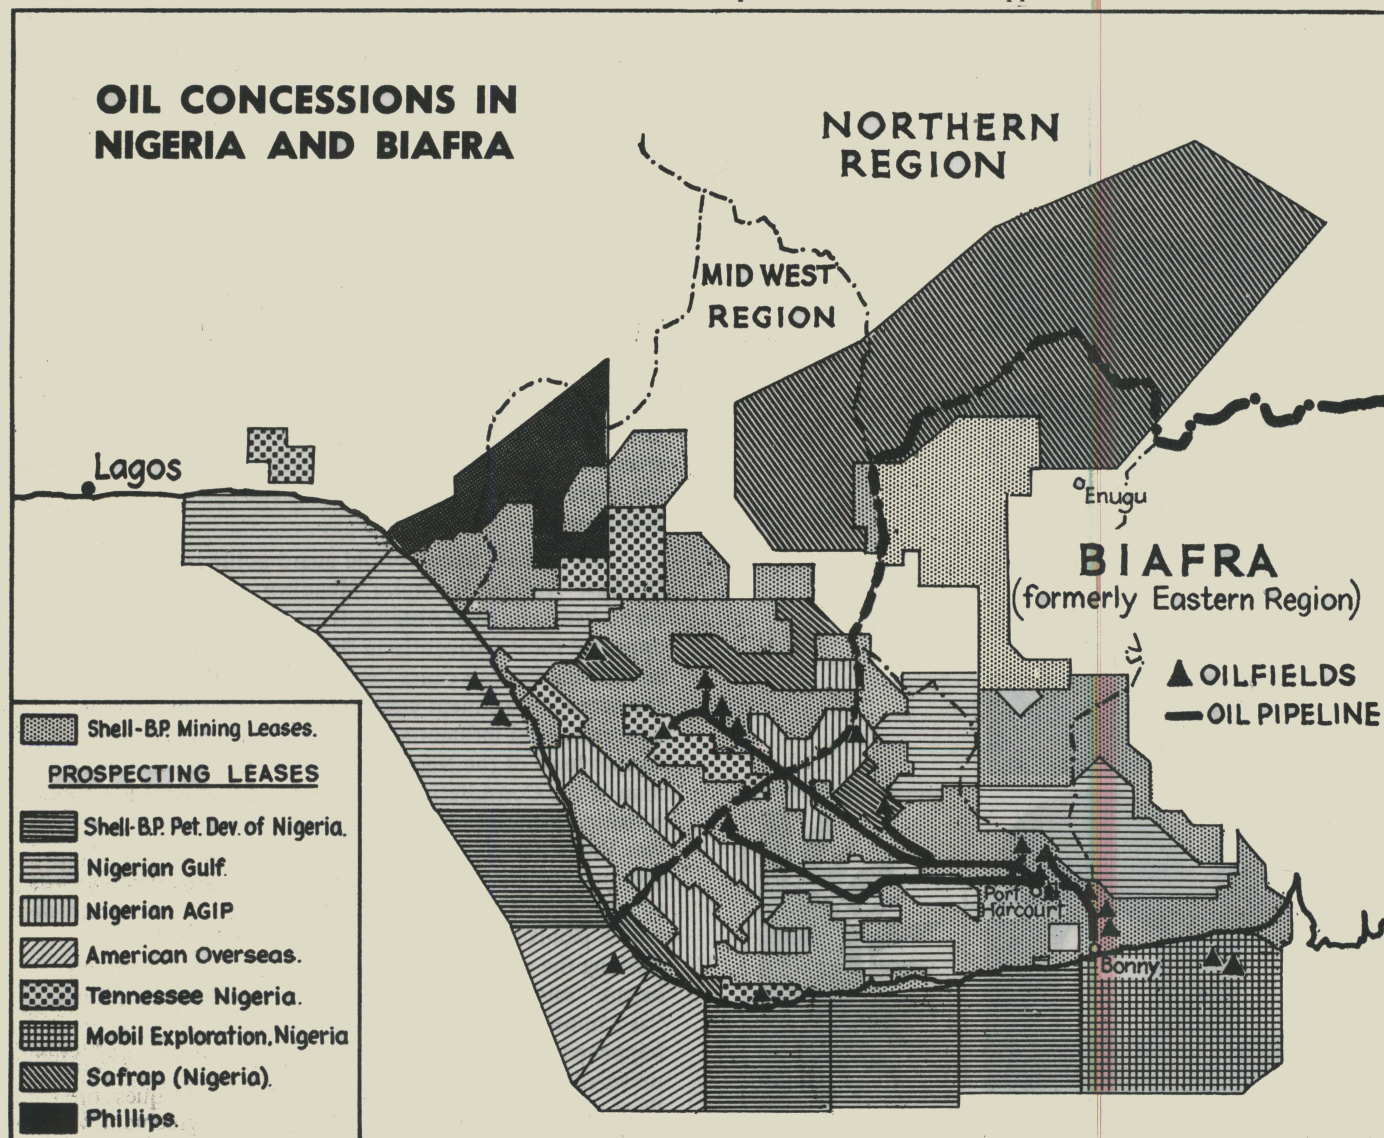 OIL CONCESSIONS IN
NIGERIA AND BIAFRA
NORTHERN
REGION
MID WEST
REGION
Lagos
Enugu
BIAFRA
(formerly Eastern Region)
OILFIELDS
OIL PIPELINE
Port
Harcourt
Bonny
Shell-B.P. Mining Leases.
PROSPECTING LEASES
Shell-B.P. Pet. Dev. of Nigeria.
Nigerian Gulf.
Nigerian AGIP
American Overseas.
Tennessee Nigeria.
Mobil Exploration, Nigeria
Safrap (Nigeria).
Phillips.